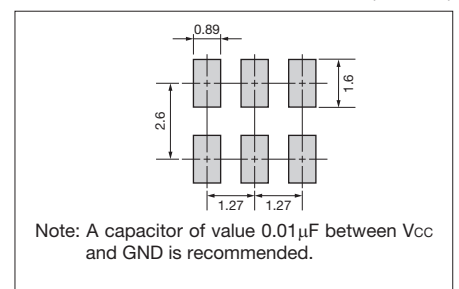 0.89
1.6
2.6
1.27 1.27
Note: A capacitor of value 0.01μF between Vcc
and GND is recommended.